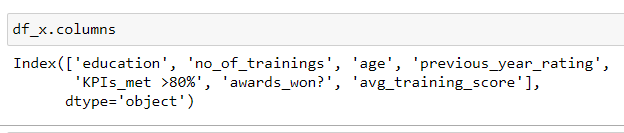 df_x.columns
Index(['education', 'no_of_trainings', 'age', 'previous_year_rating',
'KPIs_met >80%', 'awards_won?', 'avg_training_score'],
dtype='object')